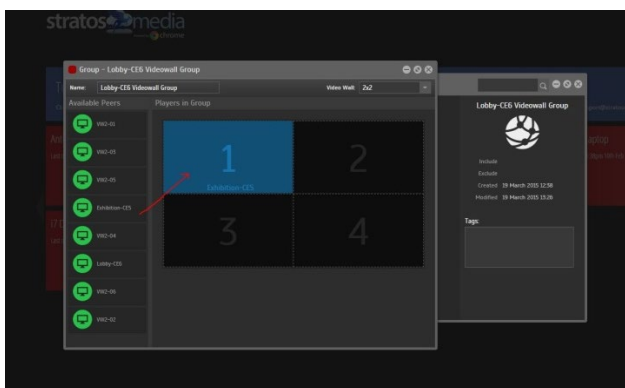 stratosmedia
chrome
Group - Lobby-CE6 Videowall Group
Name: Lobby-CE6 Videowall Group
Video Wall: 2x2
Available Peers
Players in Group
VW2-01
VW2-05
VW2-05
Exhibition-CES
VW2-04
Lobby-CE6
VW2-06
VW2-02
1
Exhibition-CES
2
3
4
Lobby-CE6 Videowall Group
Include
Exclude
Created 19 March 2015 12:58
Modified 19 March 2015 15:26
Tags: